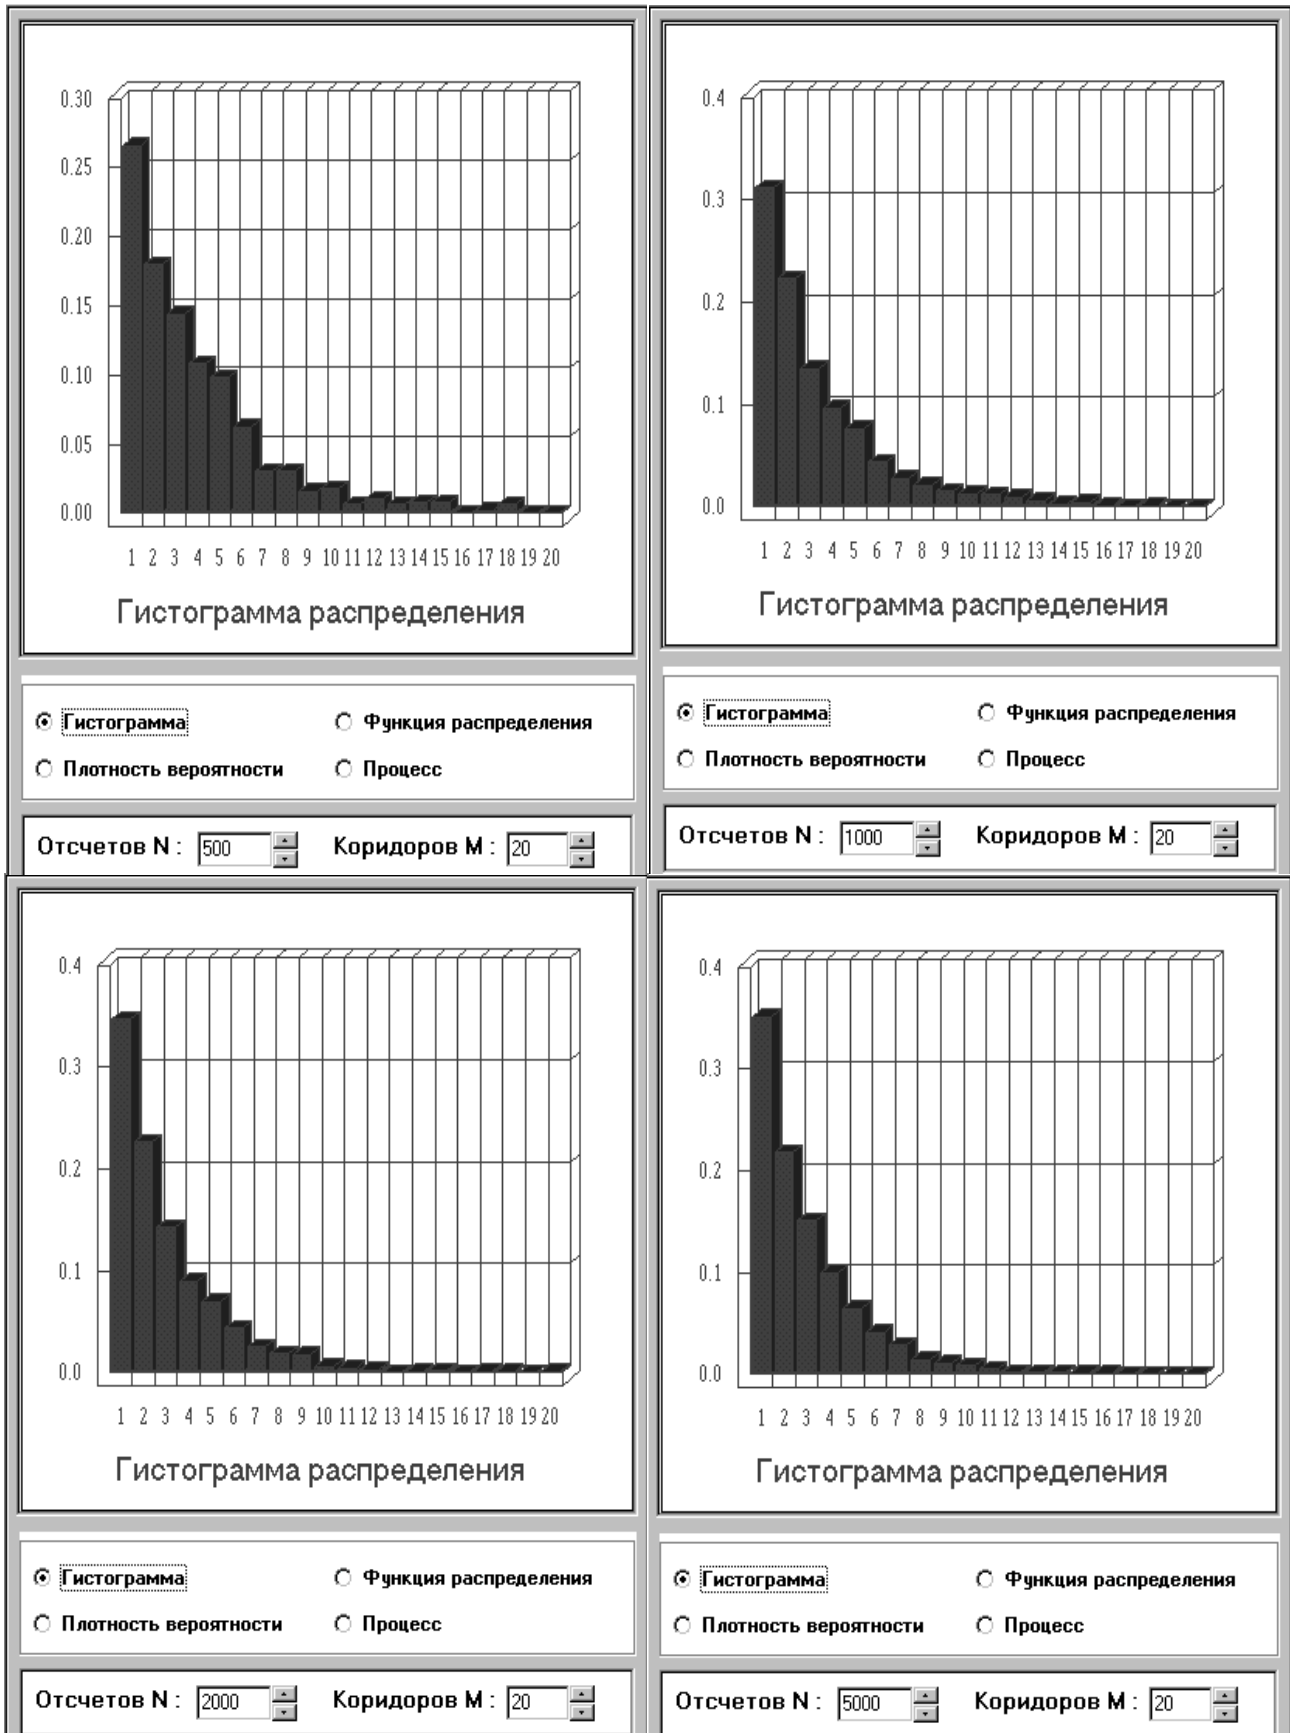 0.30
0.25
0.20
0.15
0.10
0.05
0.00
1 2 3 4 5 6 7 8 9 10 11 12 13 14 15 16 17 18 19 20
Гистограмма распределения
Гистограмма Функция распределения
Плотность вероятности Процесс
Отсчетов N : 500 Коридоров M : 20
0.4
0.3
0.2
0.1
0.0
1 2 3 4 5 6 7 8 9 10 11 12 13 14 15 16 17 18 19 20
Гистограмма распределения
Гистограмма Функция распределения
Плотность вероятности Процесс
Отсчетов N : 1000 Коридоров M : 20
0.4
0.3
0.2
0.1
0.0
1 2 3 4 5 6 7 8 9 10 11 12 13 14 15 16 17 18 19 20
Гистограмма распределения
Гистограмма Функция распределения
Плотность вероятности Процесс
Отсчетов N : 2000 Коридоров M : 20
0.4
0.3
0.2
0.1
0.0
1 2 3 4 5 6 7 8 9 10 11 12 13 14 15 16 17 18 19 20
Гистограмма распределения
Гистограмма Функция распределения
Плотность вероятности Процесс
Отсчетов N : 5000 Коридоров M : 20